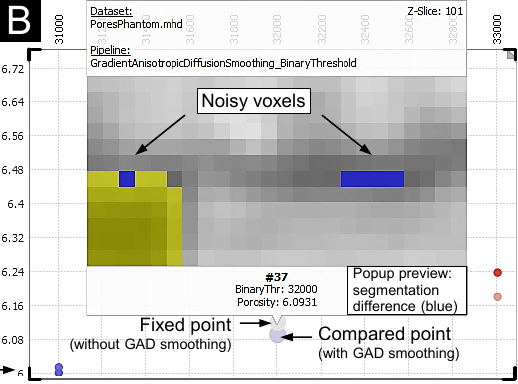 B
Dataset:
Z-Slice: 101
PoresPhantom.mhd
Pipeline:
GradientAnisotropicDiffusionSmoothing_BinaryThreshold
31000
31200
31400
31600
31800
32000
32200
32400
32600
32800
33000
6.72
6.64
6.56
6.48
6.4
6.32
6.24
6.16
6.08
6
Noisy voxels
#37
BinaryThr: 32000
Porosity: 6.0931
Popup preview:
segmentation
difference (blue)
Fixed point
(without GAD smoothing)
Compared point
(with GAD smoothing)